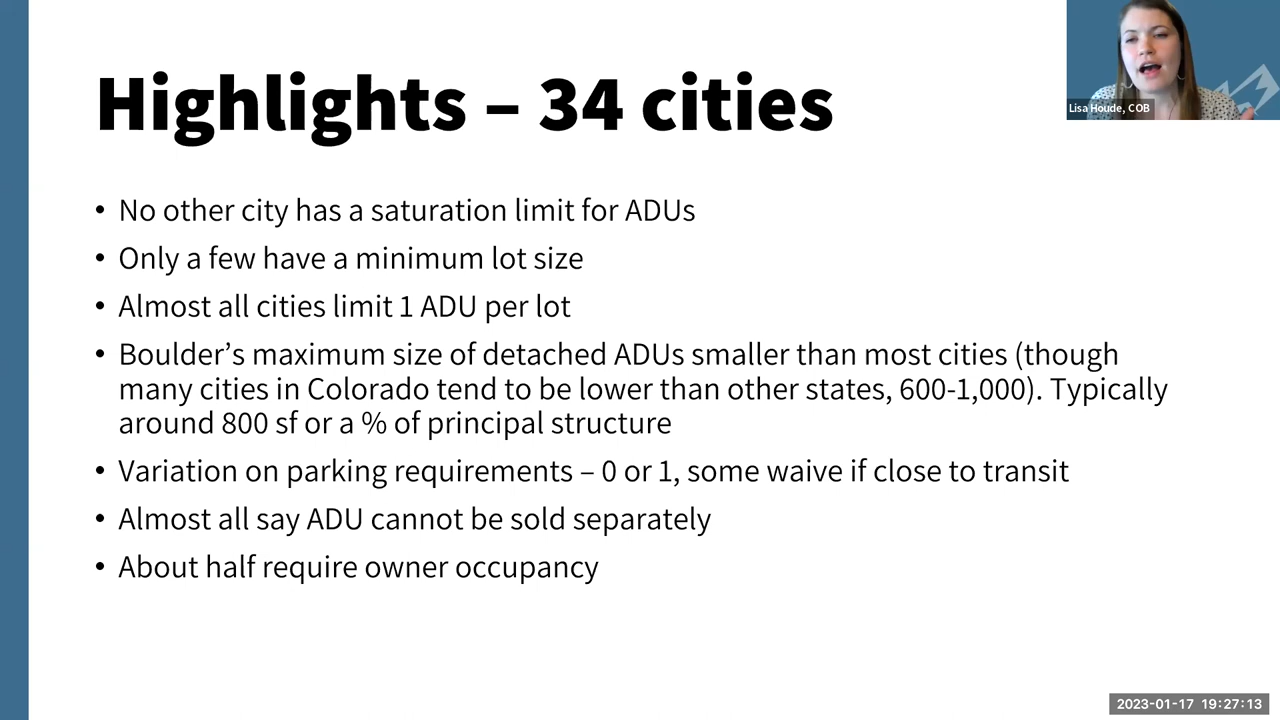 Highlights – 34 cities
Lisa Houde, COB
• No other city has a saturation limit for ADUs
• Only a few have a minimum lot size
• Almost all cities limit 1 ADU per lot
• Boulder’s maximum size of detached ADUs smaller than most cities (though
many cities in Colorado tend to be lower than other states, 600-1,000). Typically
around 800 sf or a % of principal structure
• Variation on parking requirements – 0 or 1, some waive if close to transit
• Almost all say ADU cannot be sold separately
• About half require owner occupancy
2023-01-17 19:27:13